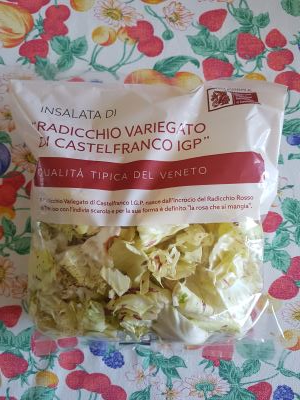 INSALATA DI
"RADICCHIO VARIEGATO
DI CASTELFRANCO IGP"
QUALITÀ TIPICA DEL VENETO
Radicchio Variegato di Castelfranco I.G.P., nasce dall'incrocio del Radicchio Rosso
con l'indivia scarola e per la sua forma è definito "la rosa che si mangia".